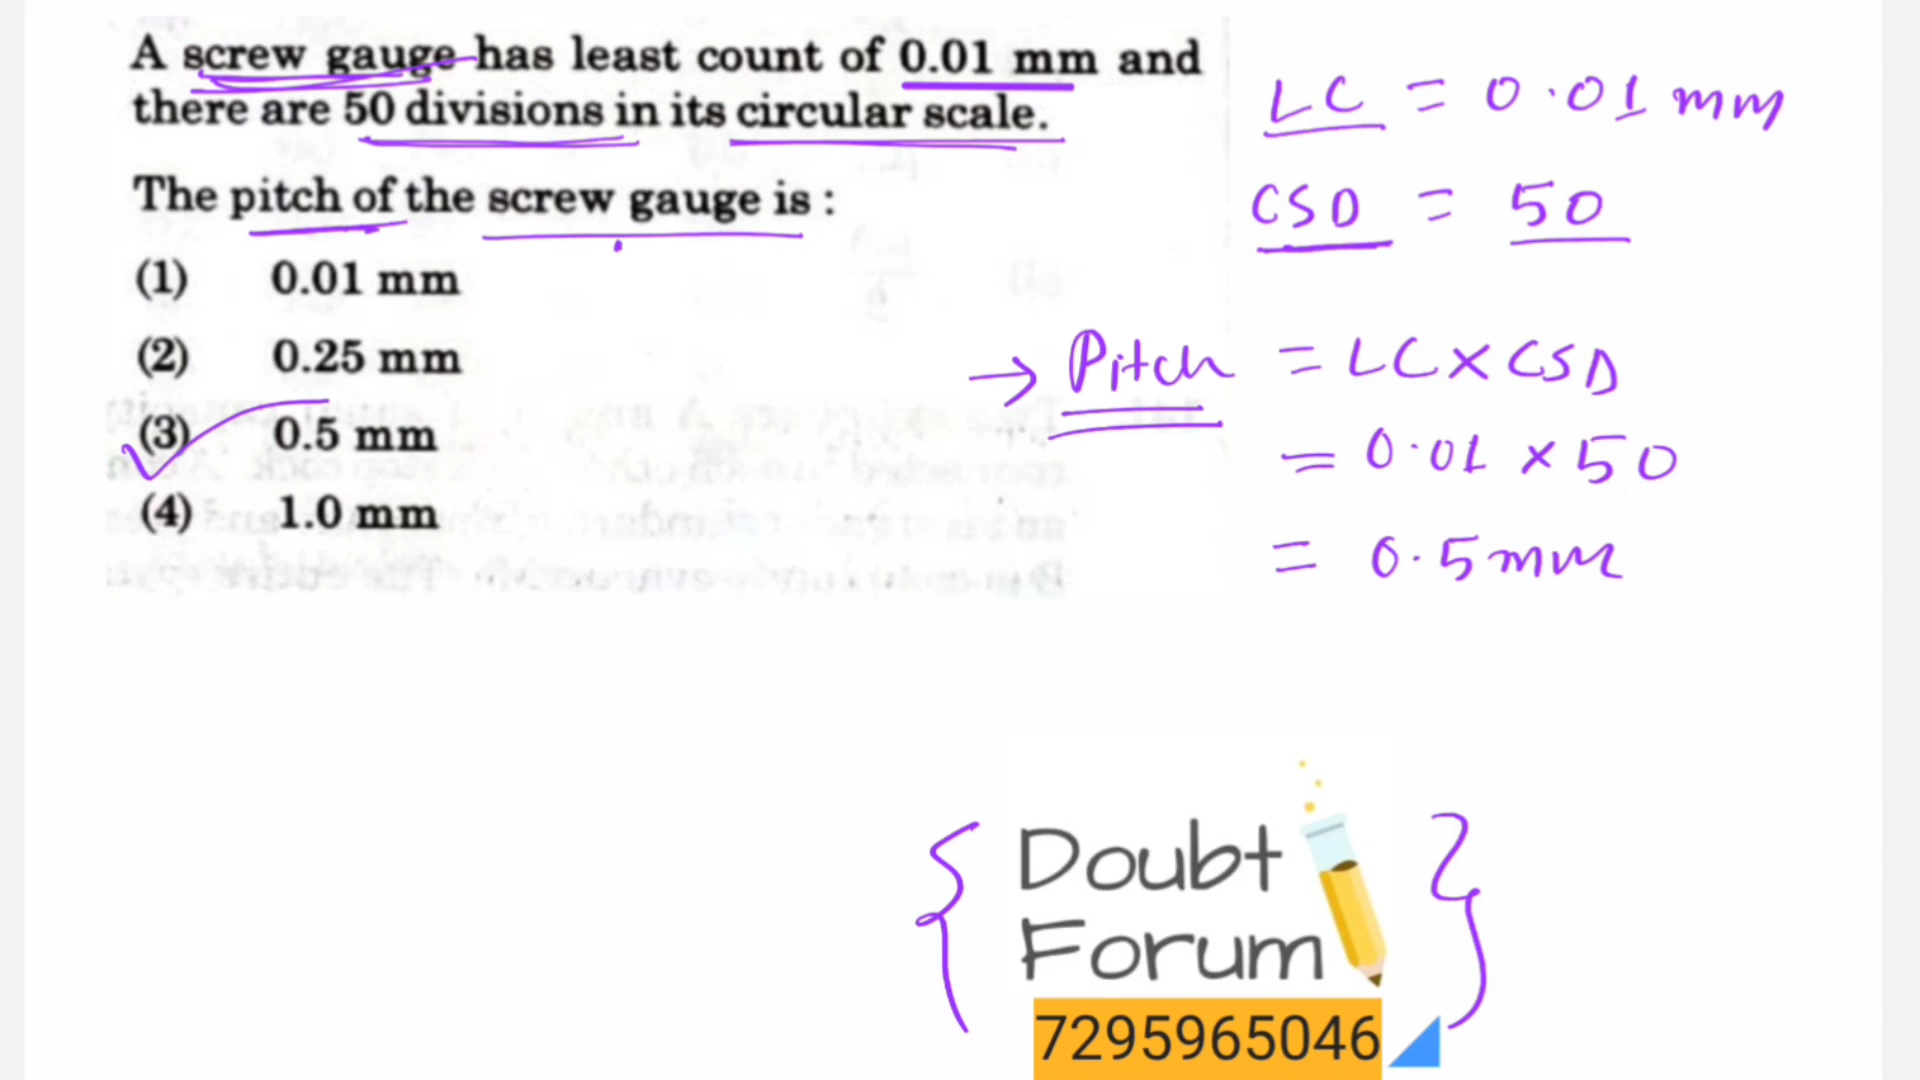 A screw gauge has least count of 0.01 mm and
there are 50 divisions in its circular scale.
The pitch of the screw gauge is :
(1) 0.01 mm
(2) 0.25 mm
(3) 0.5 mm
(4) 1.0 mm
LC = 0.01 mm
CSD = 50
→ Pitch = LC × CSD
= 0.01 × 50
= 0.5 mm
{ Doubt
Forum }
7295965046